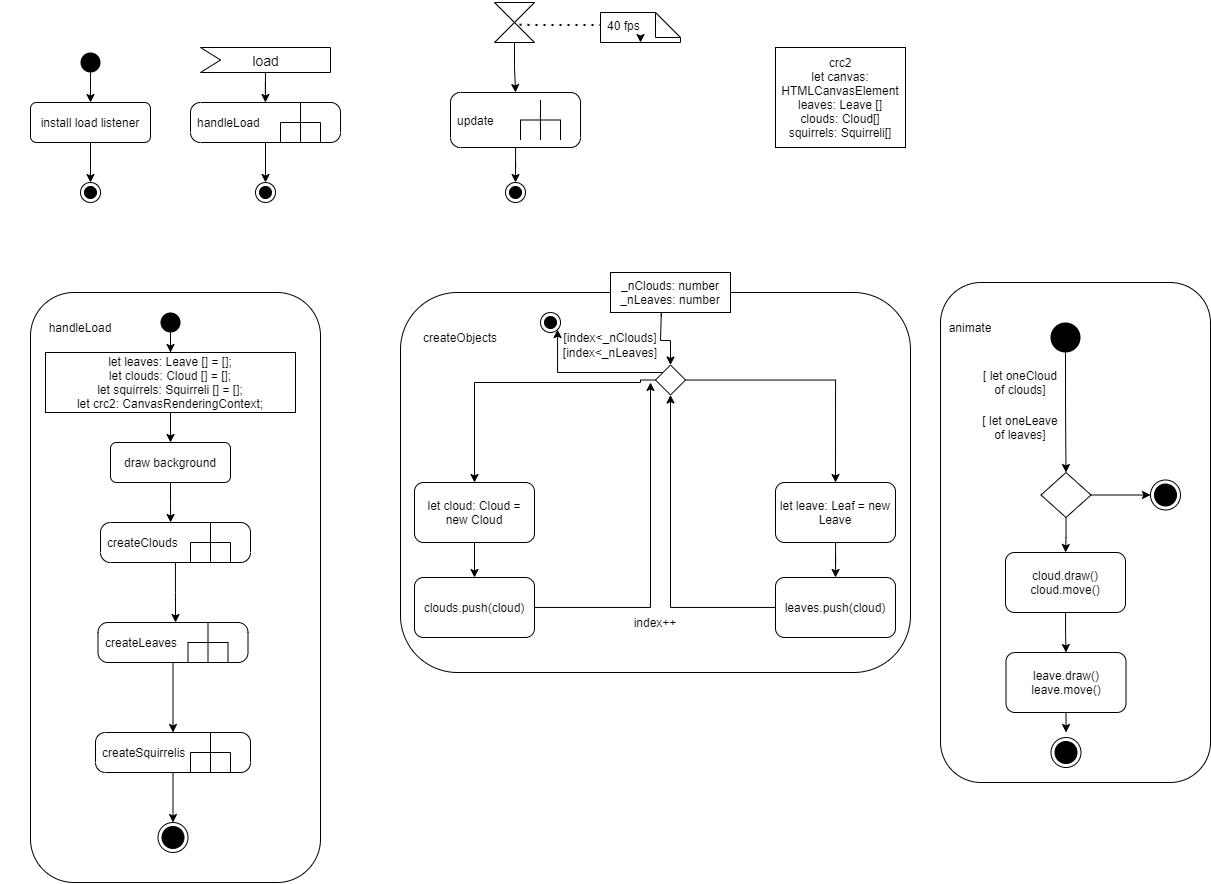 40 fps
load
install load listener
handleLoad
update
crc2
let canvas:
HTMLCanvasElement
leaves: Leave []
clouds: Cloud[]
squirrels: Squirreli[]
handleLoad
let leaves: Leave [] = [];
let clouds: Cloud [] = [];
let squirrels: Squirreli [] = [];
let crc2: CanvasRenderingContext;
draw background
createClouds
createLeaves
createSquirrelis
_nClouds: number
_nLeaves: number
createObjects
[index<_nClouds]
[index<_nLeaves]
let cloud: Cloud =
new Cloud
let leave: Leaf = new
Leave
clouds.push(cloud)
leaves.push(cloud)
index++
animate
[ let oneCloud
of clouds]
[ let oneLeave
of leaves]
cloud.draw()
cloud.move()
leave.draw()
leave.move()